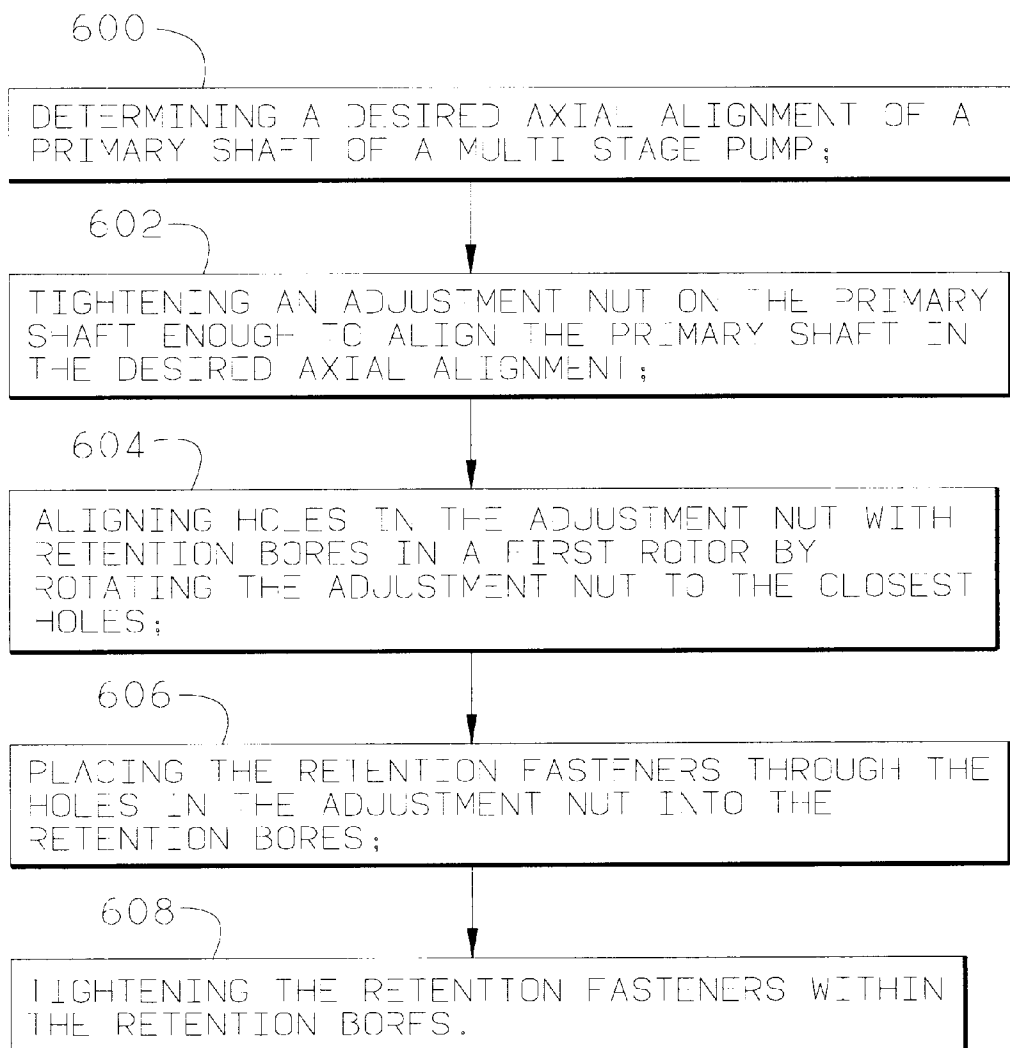 600
DETERMINING A DESIRED AXIAL ALIGNMENT OF A
PRIMARY SHAFT OF A MULTI STAGE PUMP;
602
TIGHTENING AN ADJUSTMENT NUT ON THE PRIMARY
SHAFT ENOUGH TO ALIGN THE PRIMARY SHAFT IN
THE DESIRED AXIAL ALIGNMENT;
604
ALIGNING HOLES IN THE ADJUSTMENT NUT WITH
RETENTION BORES IN A FIRST ROTOR BY
ROTATING THE ADJUSTMENT NUT TO THE CLOSEST
HOLES;
606
PLACING THE RETENTION FASTENERS THROUGH THE
HOLES IN THE ADJUSTMENT NUT INTO THE
RETENTION BORES;
608
TIGHTENING THE RETENTION FASTENERS WITHIN
THE RETENTION BORES.